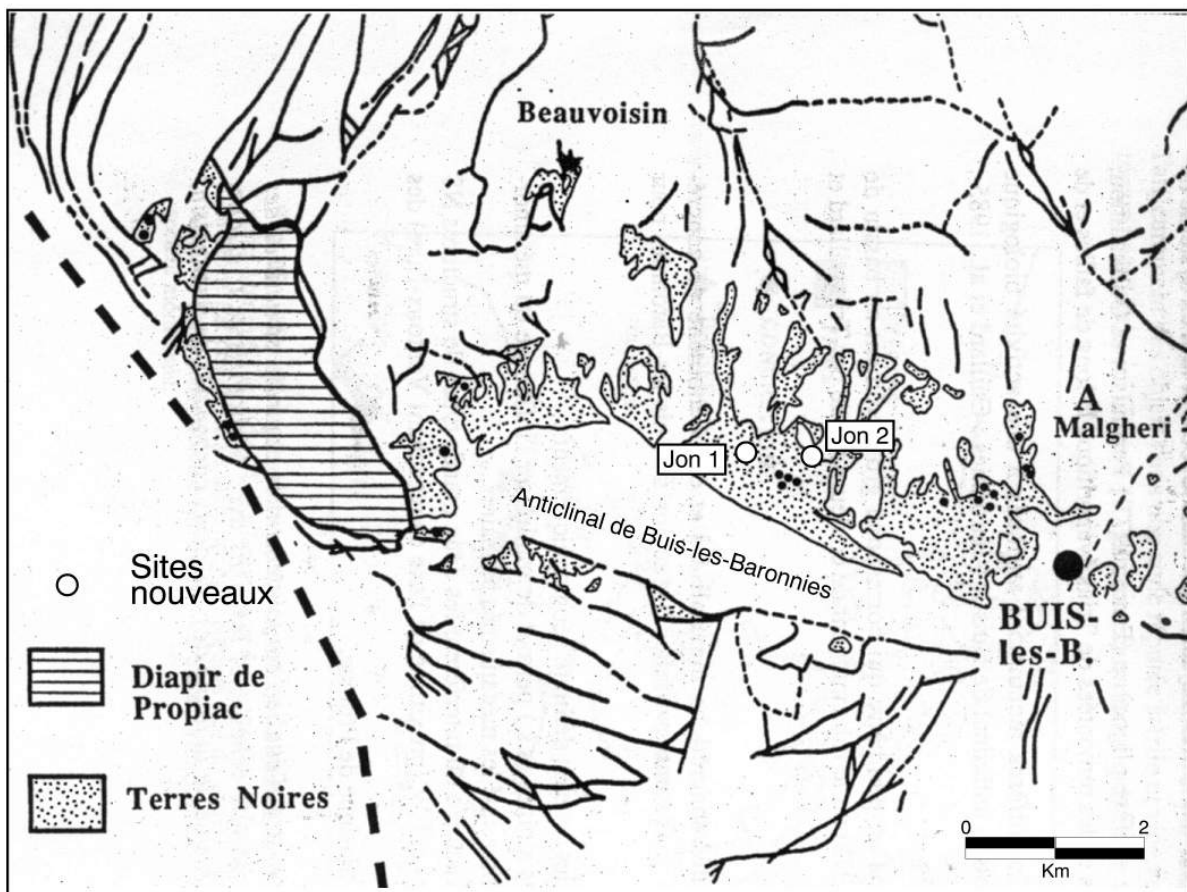 Beauvoisin
Jon 1
Jon 2
A
Malgheri
Anticlinal de Buis-les-Baronnies
BUIS-
les-B.
Sites
nouveaux
Diapir de
Propiac
Terres Noires
0 2
Km